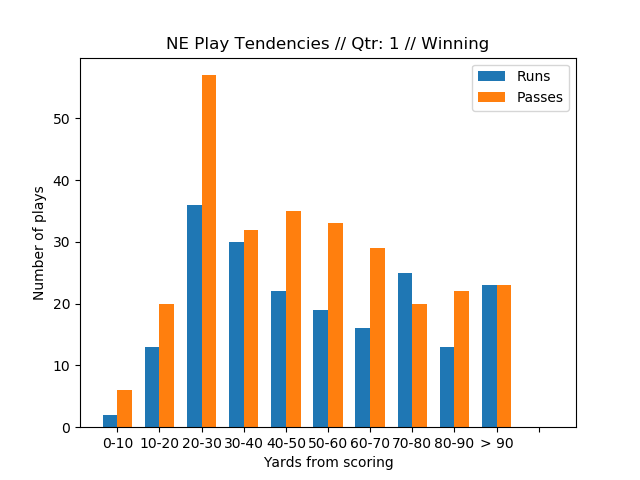 NE Play Tendencies // Qtr: 1 // Winning
Runs
Passes
Number of plays
50
40
30
20
10
0
0-10 10-20 20-30 30-40 40-50 50-60 60-70 70-80 80-90 > 90
Yards from scoring